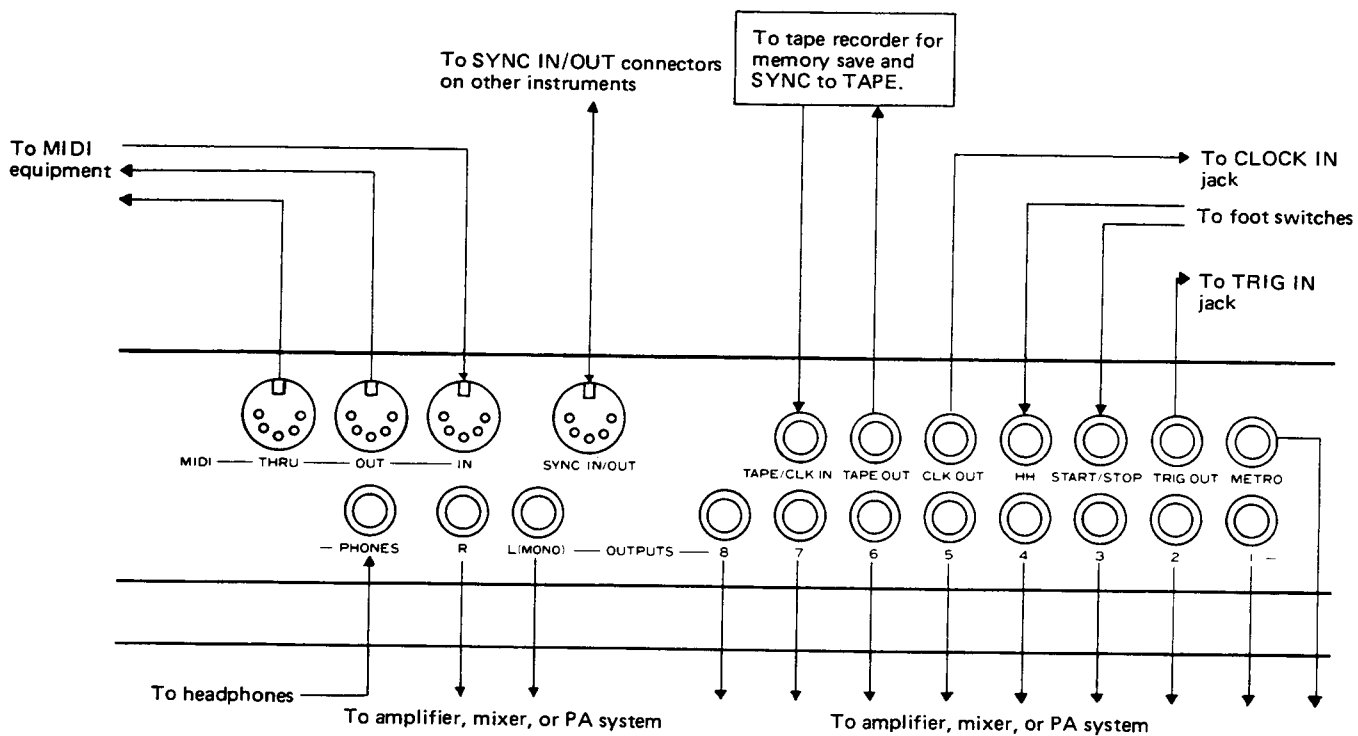 To SYNC IN/OUT connectors
on other instruments
To tape recorder for
memory save and
SYNC to TAPE.
To MIDI
equipment
To CLOCK IN
jack
To foot switches
To TRIG IN
jack
MIDI — THRU — OUT — IN
SYNC IN/OUT
TAPE/CLK IN TAPE OUT CLK OUT HH START/STOP TRIG OUT METRO
— PHONES R L(MONO) — OUTPUTS — 8 7 6 5 4 3 2 1 —
To headphones
To amplifier, mixer, or PA system
To amplifier, mixer, or PA system